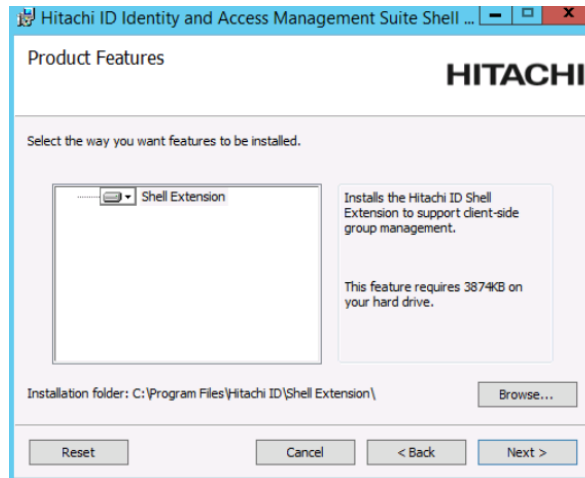 Hitachi ID Identity and Access Management Suite Shell ...
Product Features
HITACHI
Select the way you want features to be installed.
Shell Extension
Installs the Hitachi ID Shell
Extension to support client-side
group management.
This feature requires 3874KB on
your hard drive.
Installation folder: C:\Program Files\Hitachi ID\Shell Extension\
Browse...
Reset
Cancel
< Back
Next >